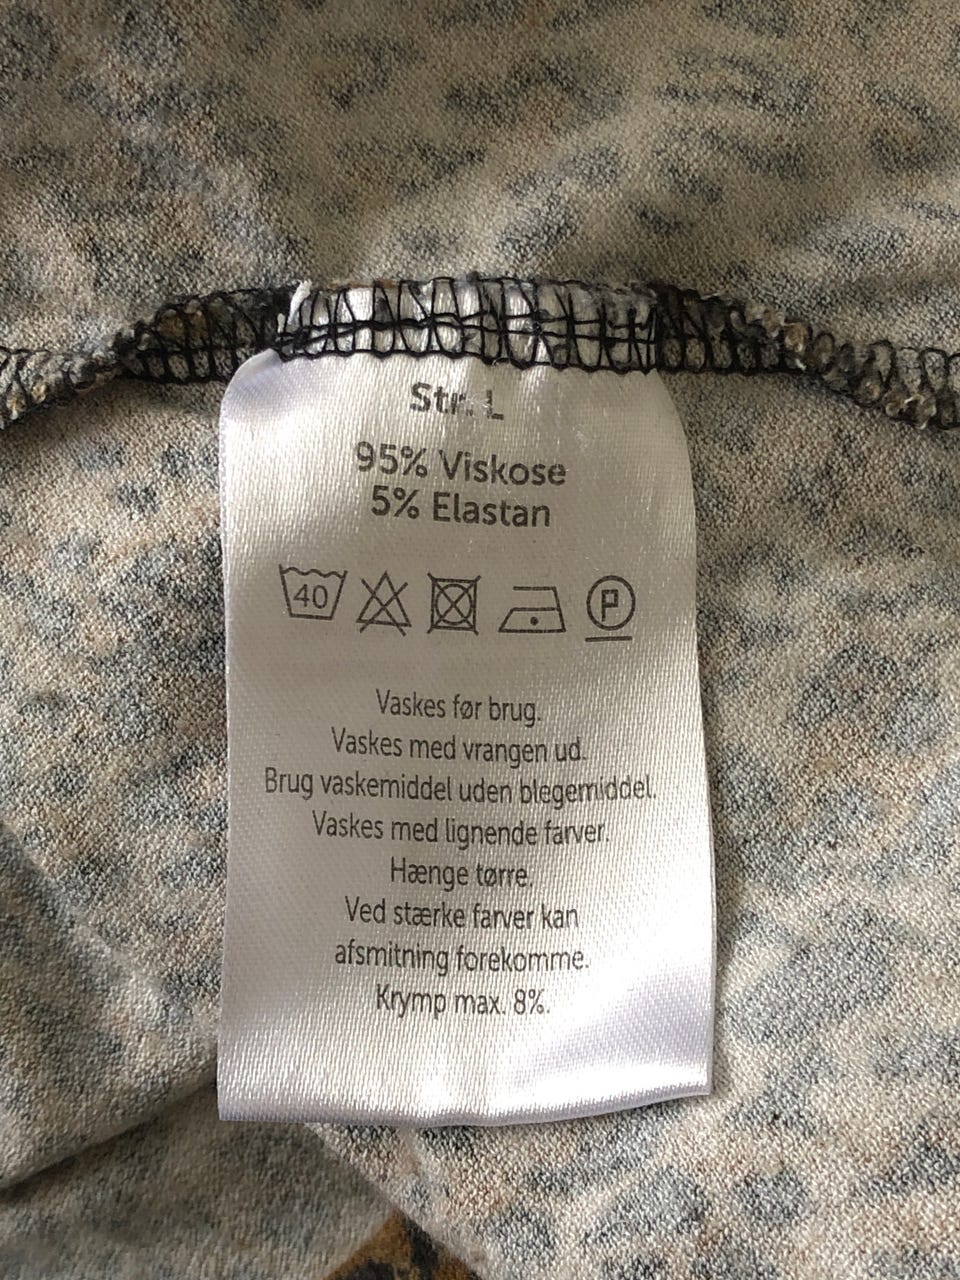 Str. L
95% Viskose
5% Elastan
40 P
Vaskes før brug.
Vaskes med vrangen ud.
Brug vaskemiddel uden blegemiddel.
Vaskes med lignende farver.
Hænge tørre.
Ved stærke farver kan
afsmitning forekomme.
Krymp max. 8%.